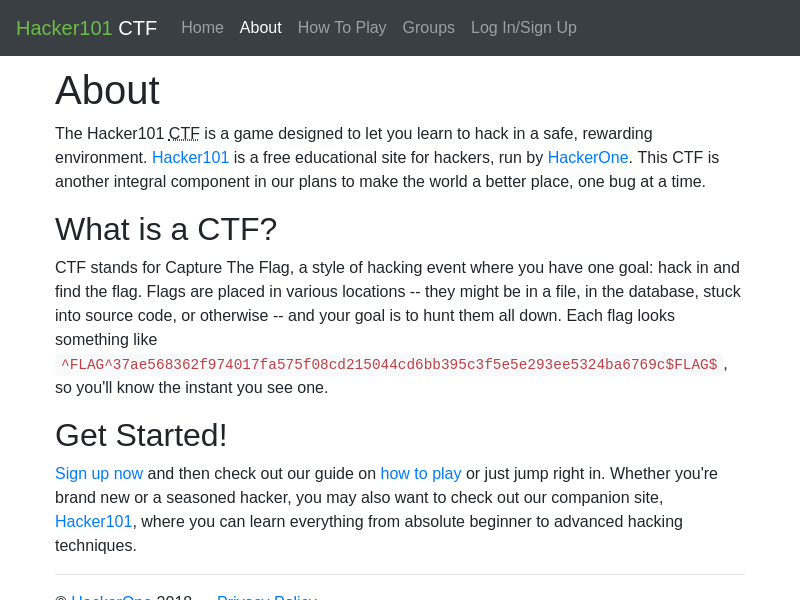 Hacker101 CTF Home About How To Play Groups Log In/Sign Up
About
The Hacker101 CTF is a game designed to let you learn to hack in a safe, rewarding
environment. Hacker101 is a free educational site for hackers, run by HackerOne. This CTF is
another integral component in our plans to make the world a better place, one bug at a time.
What is a CTF?
CTF stands for Capture The Flag, a style of hacking event where you have one goal: hack in and
find the flag. Flags are placed in various locations -- they might be in a file, in the database, stuck
into source code, or otherwise -- and your goal is to hunt them all down. Each flag looks
something like
^FLAG^37ae568362f974017fa575f08cd215044cd6bb395c3f5e5e293ee5324ba6769c$FLAG$ ,
so you'll know the instant you see one.
Get Started!
Sign up now and then check out our guide on how to play or just jump right in. Whether you're
brand new or a seasoned hacker, you may also want to check out our companion site,
Hacker101, where you can learn everything from absolute beginner to advanced hacking
techniques.
© HackerOne 2018 — Privacy Policy